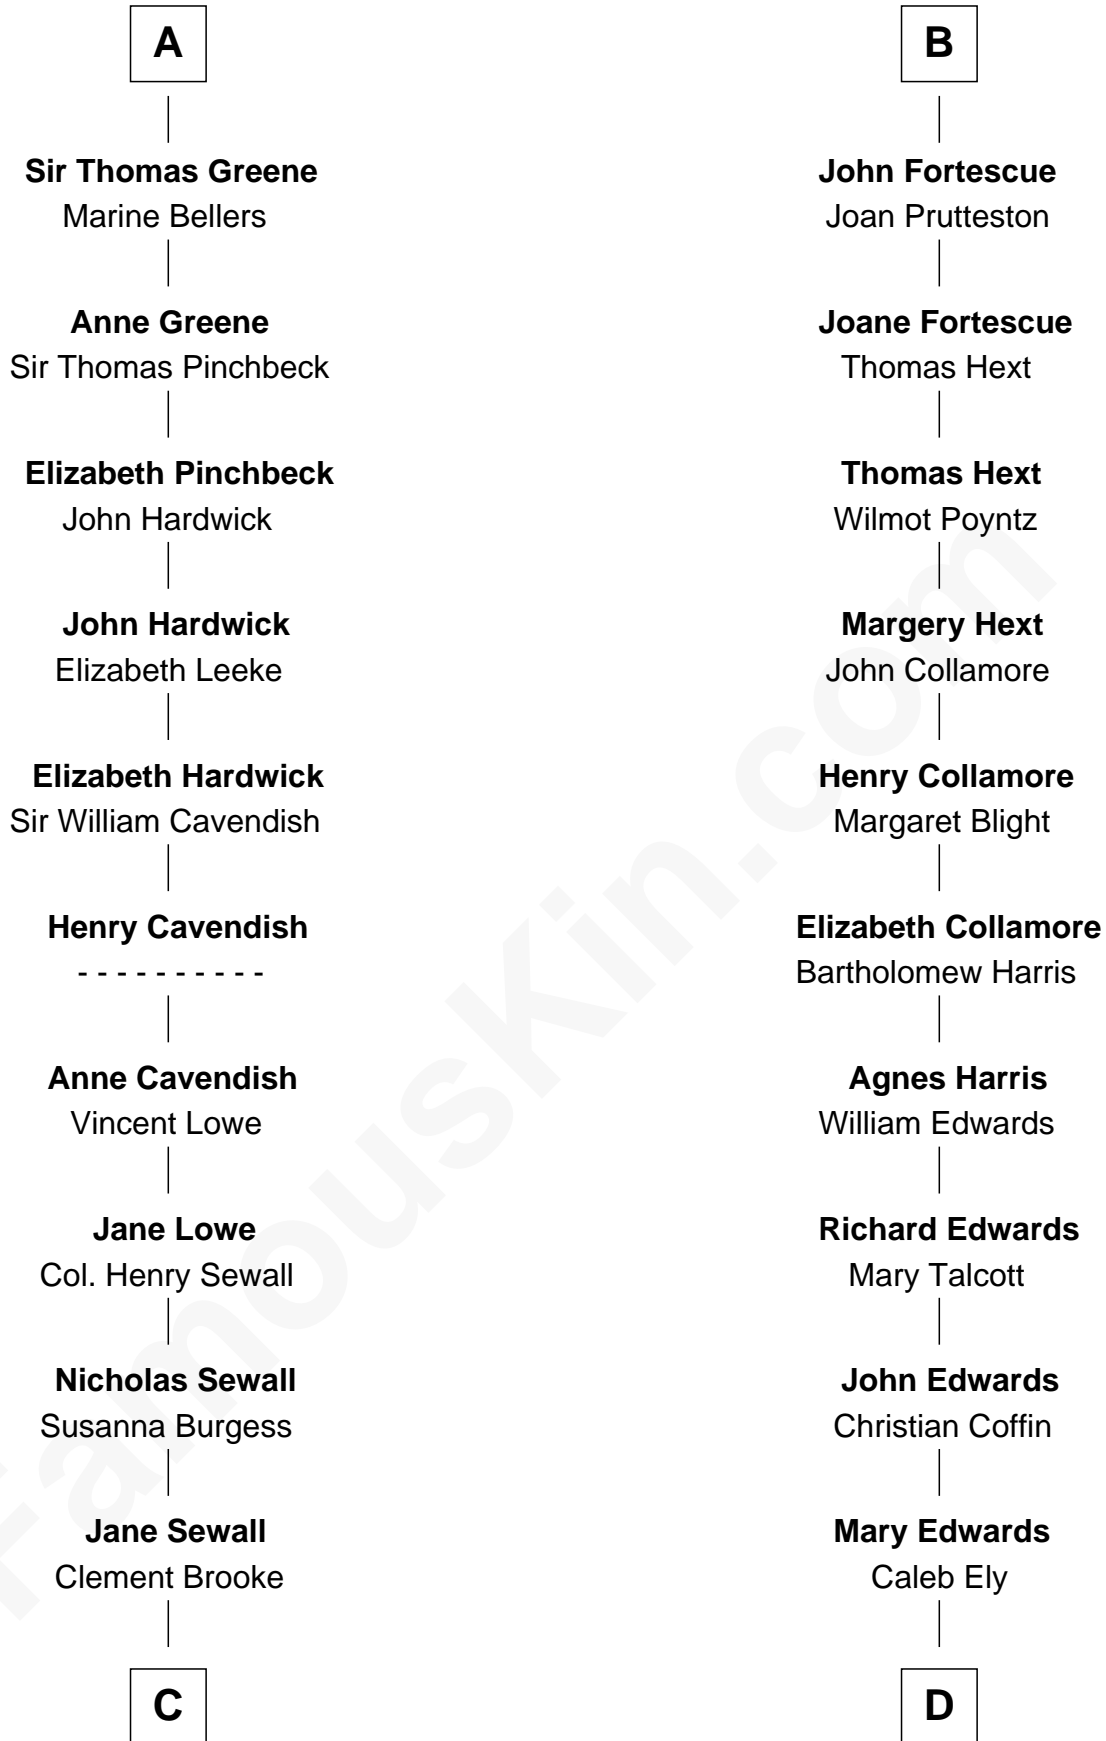 A
Sir Thomas Greene
Marine Bellers
Anne Greene
Sir Thomas Pinchbeck
Elizabeth Pinchbeck
John Hardwick
John Hardwick
Elizabeth Leeke
Elizabeth Hardwick
Sir William Cavendish
Henry Cavendish
- - - - - - - - - -
Anne Cavendish
Vincent Lowe
Jane Lowe
Col. Henry Sewall
Nicholas Sewall
Susanna Burgess
Jane Sewall
Clement Brooke
C
B
John Fortescue
Joan Prutteston
Joane Fortescue
Thomas Hext
Thomas Hext
Wilmot Poyntz
Margery Hext
John Collamore
Henry Collamore
Margaret Blight
Elizabeth Collamore
Bartholomew Harris
Agnes Harris
William Edwards
Richard Edwards
Mary Talcott
John Edwards
Christian Coffin
Mary Edwards
Caleb Ely
D
FamousKin.com